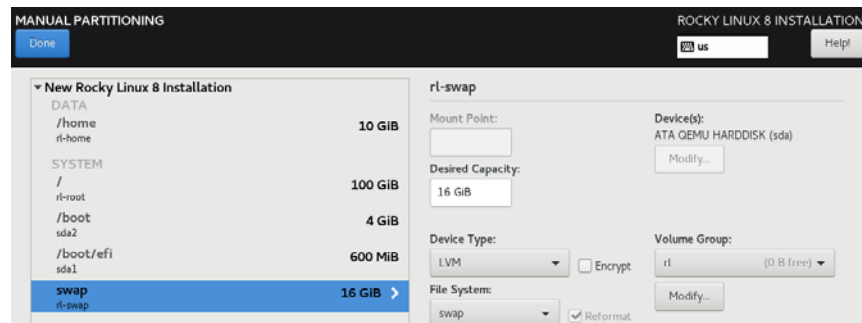 MANUAL PARTITIONING
ROCKY LINUX 8 INSTALLATION
Done
us
Help!
New Rocky Linux 8 Installation
DATA
/home
10 GiB
rl-home
SYSTEM
/
100 GiB
rl-root
/boot
4 GiB
sda2
/boot/efi
600 MiB
sda1
swap
16 GiB
rl-swap
rl-swap
Mount Point:
Device(s):
ATA QEMU HARDDISK (sda)
Modify...
Desired Capacity:
16 GiB
Device Type:
Volume Group:
LVM
Encrypt
rl (0 B free)
File System:
Modify...
swap
Reformat